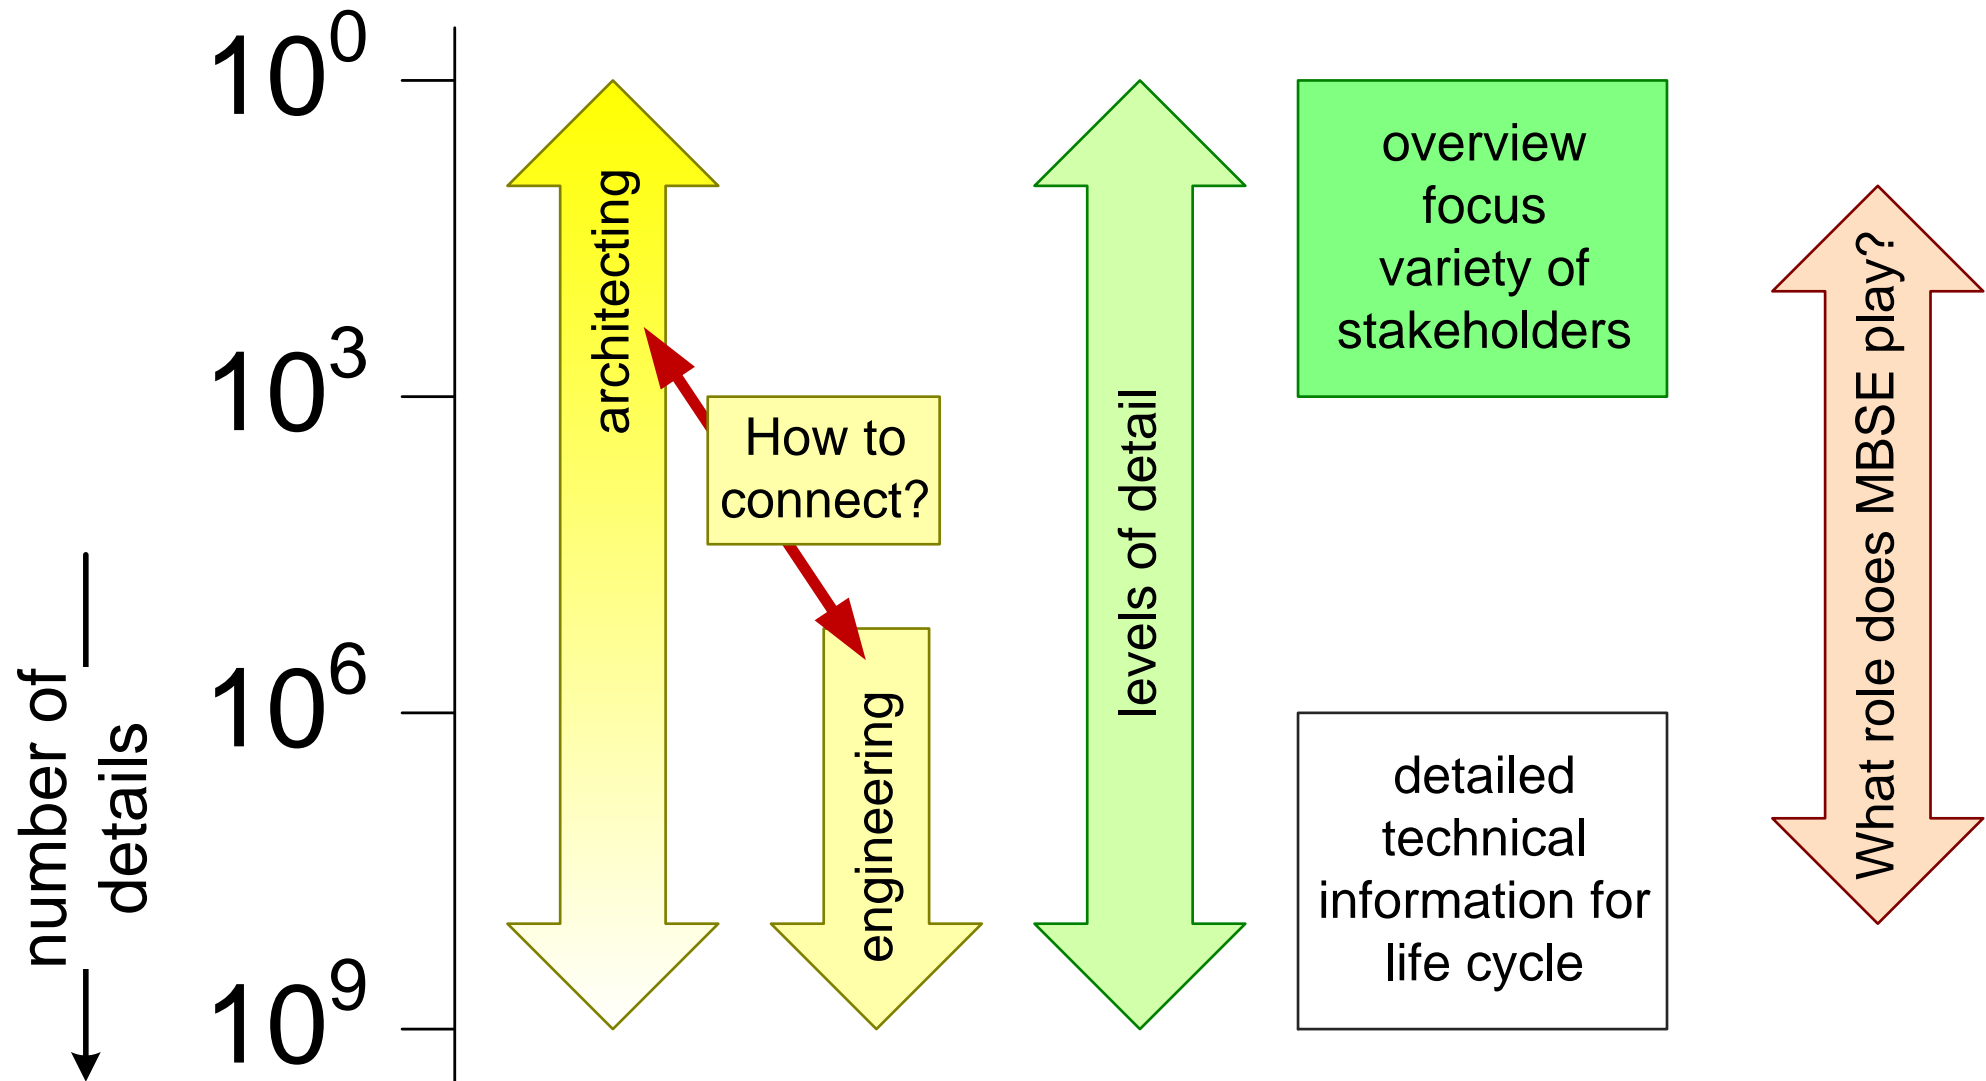 10^0
10^3
10^6
10^9
number of
details
architecting
How to
connect?
engineering
levels of detail
overview
focus
variety of
stakeholders
detailed
technical
information for
life cycle
What role does MBSE play?